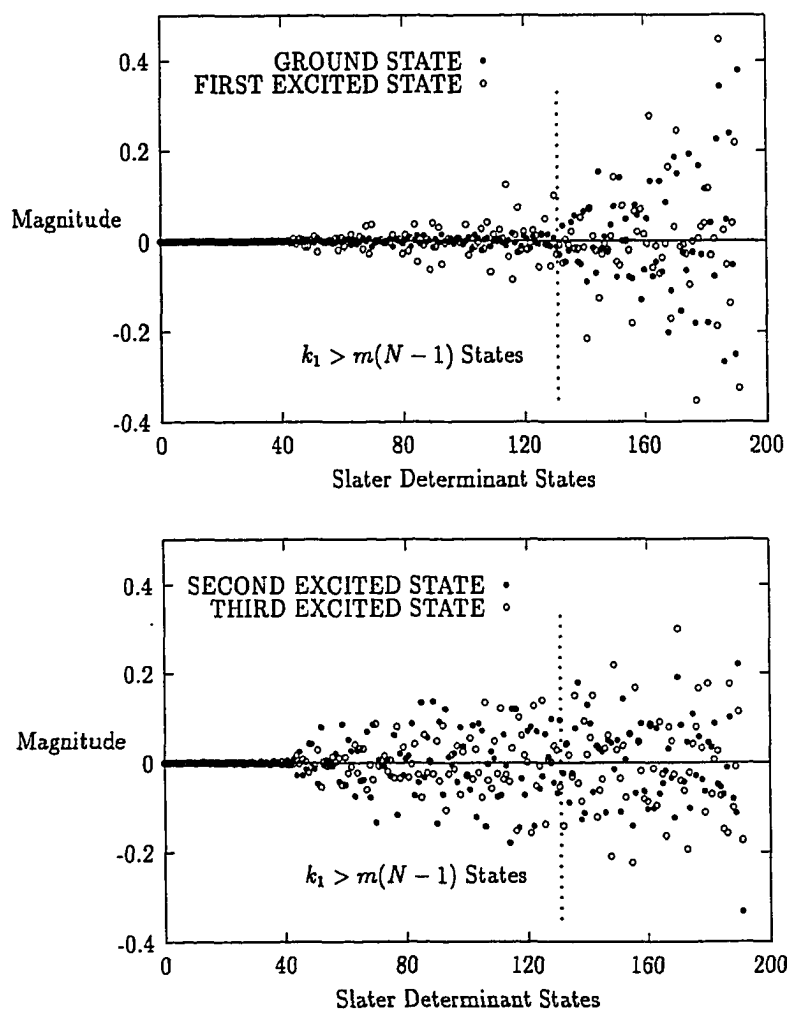 0.4
GROUND STATE
FIRST EXCITED STATE
0.2
Magnitude
0
-0.2
k₁ > m(N − 1) States
-0.4
0 40 80 120 160 200
Slater Determinant States
0.4
SECOND EXCITED STATE
THIRD EXCITED STATE
0.2
Magnitude
0
-0.2
k₁ > m(N − 1) States
-0.4
0 40 80 120 160 200
Slater Determinant States